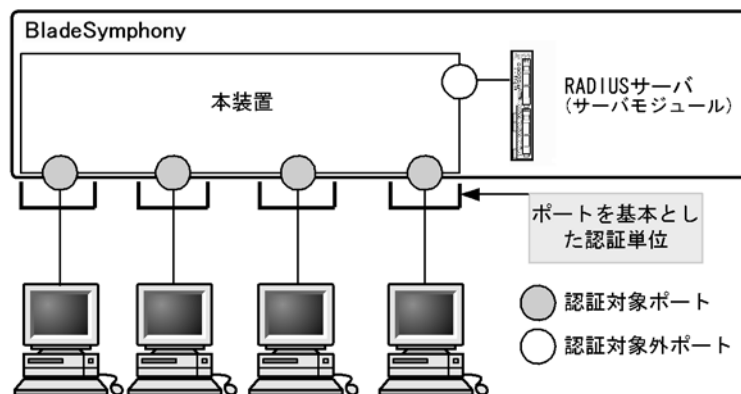 BladeSymphony
本装置
RADIUSサーバ
(サーバモジュール)
ポートを基本とし
た認証単位
認証対象ポート
認証対象外ポート